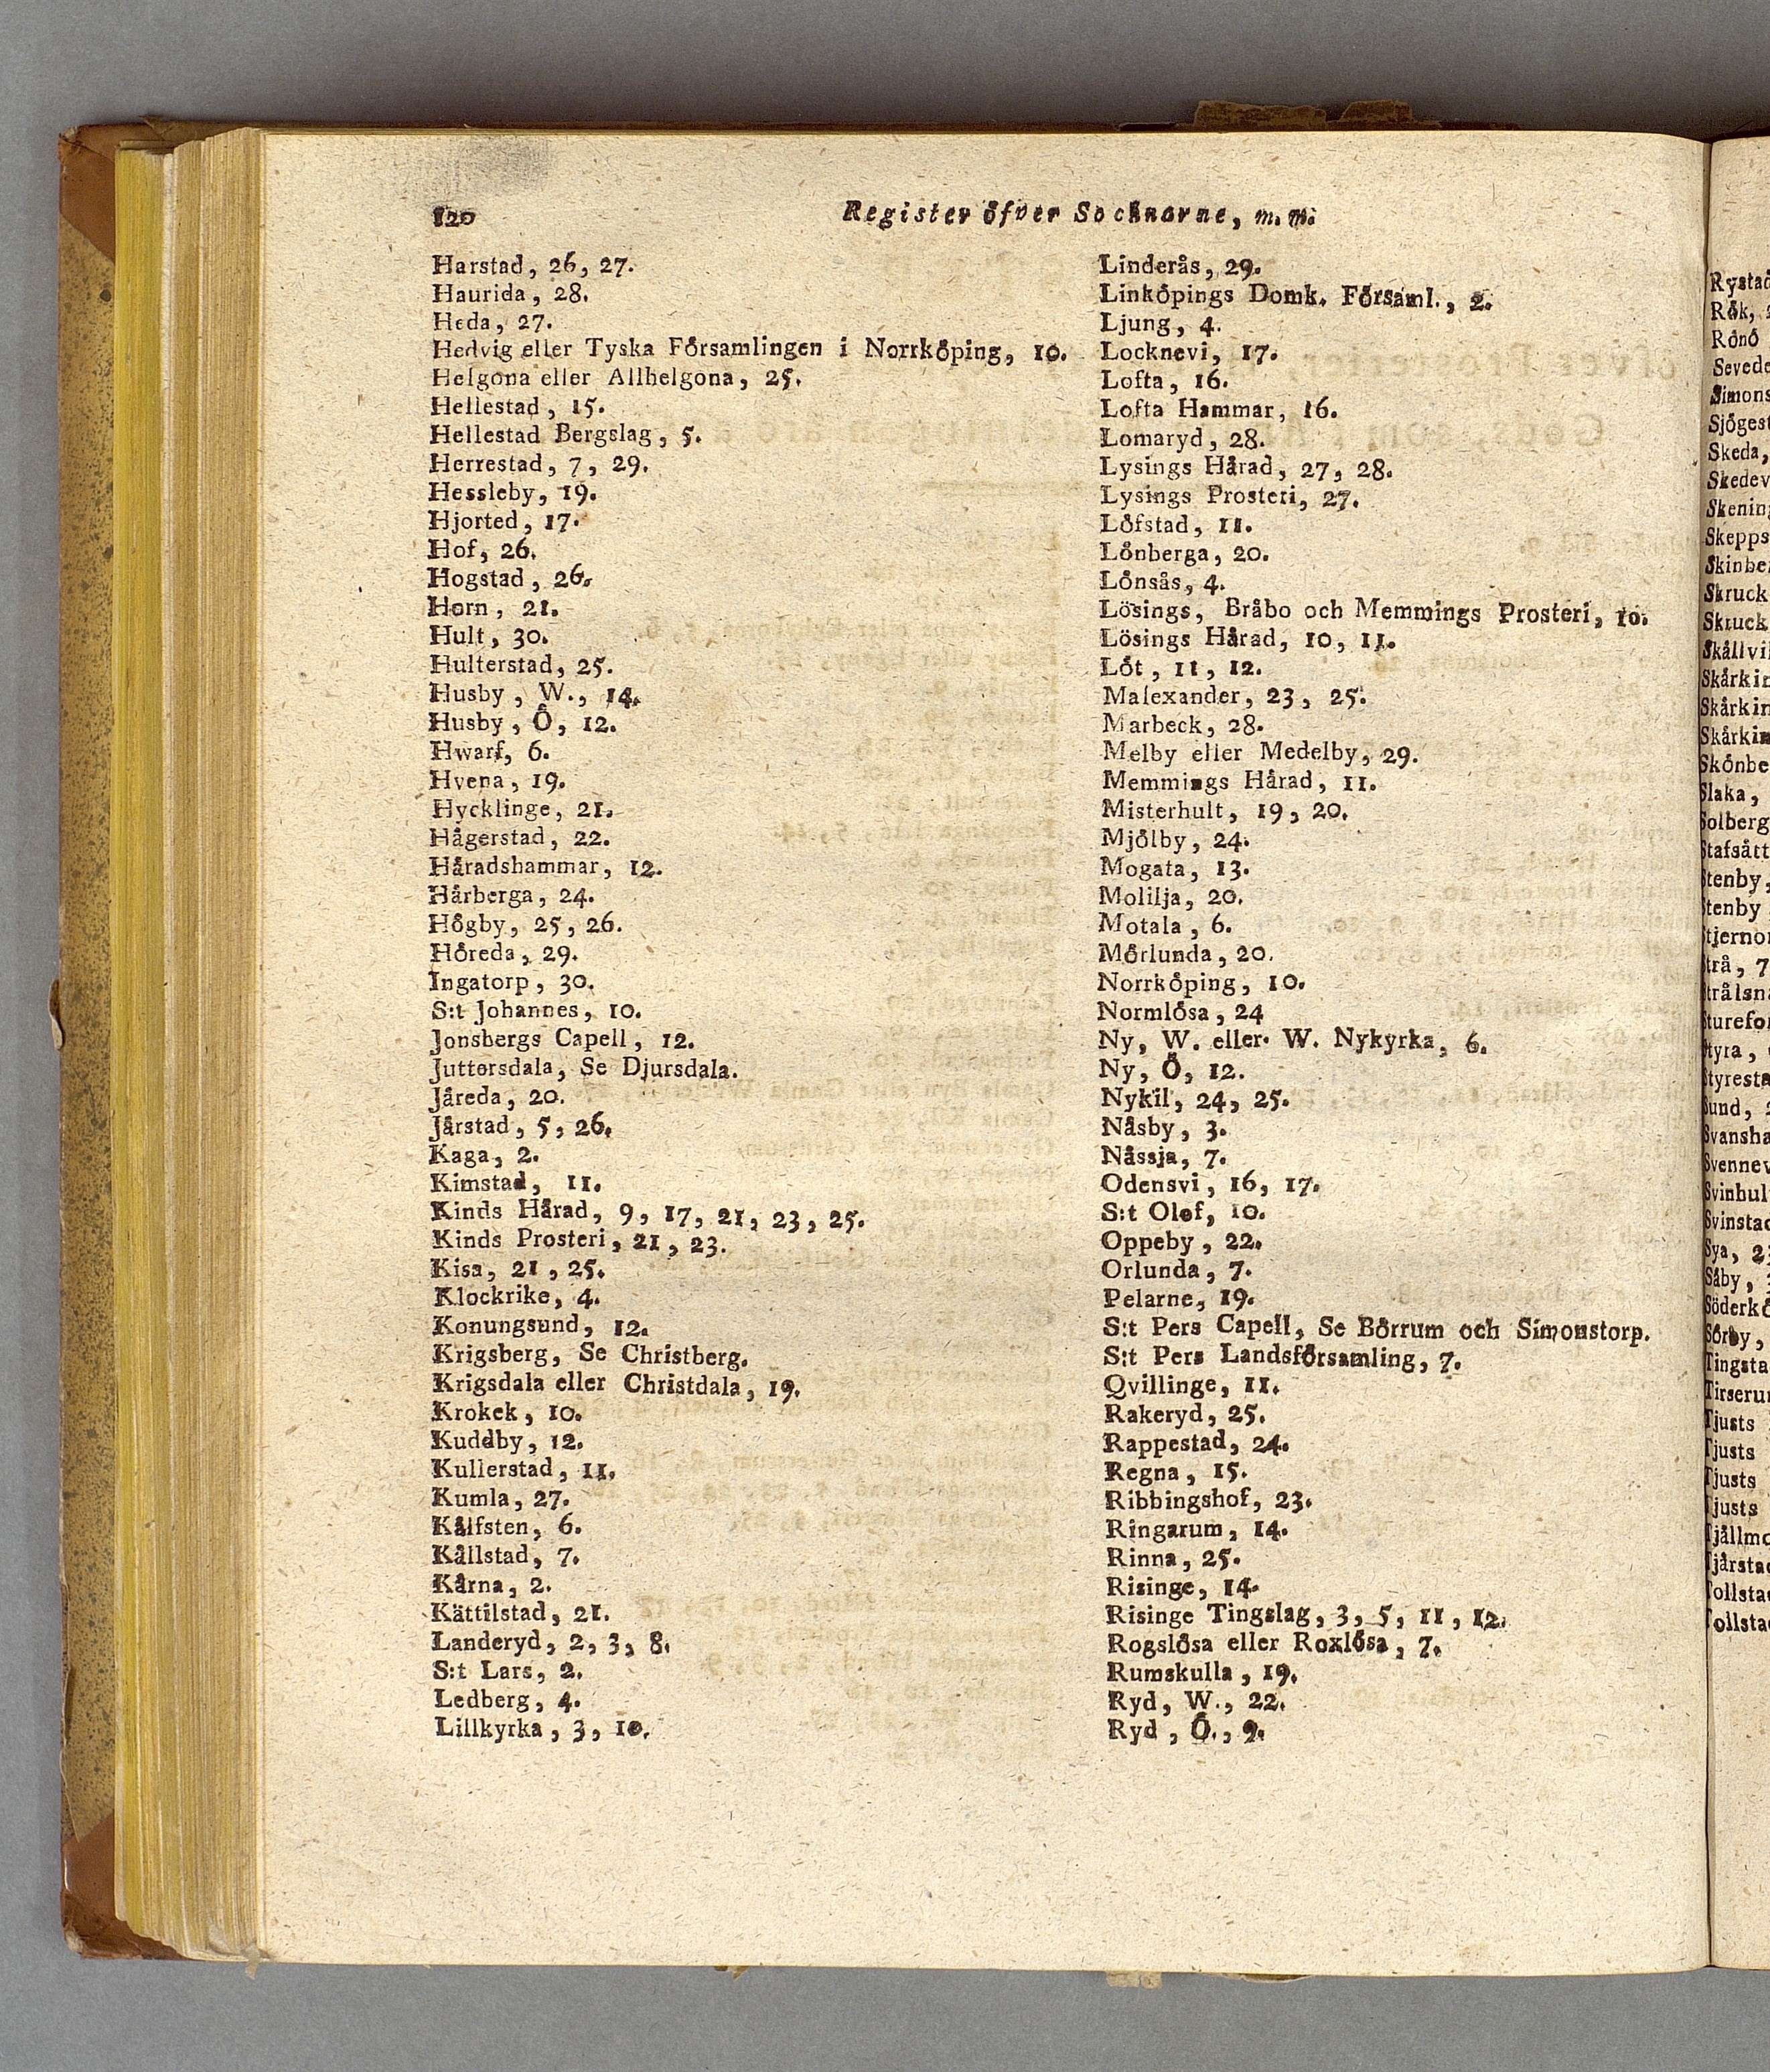 120
Register öfver Socknarne, m. m.
Harstad, 26, 27.
Haurida, 28.
Heda, 27.
Hedvig eller Tyska Församlingen i Norrköping, 10.
Helgona eller Allhelgona, 25.
Hellestad, 15.
Hellestad Bergslag, 5.
Herrestad, 7, 29.
Hessleby, 19.
Hjorted, 17.
Hof, 26.
Hogstad, 26.
Horn, 21.
Hult, 30.
Hulterstad, 25.
Husby, W., 14.
Husby, Ö, 12.
Hwarf, 6.
Hvena, 19.
Hycklinge, 21.
Hägerstad, 22.
Häradshammar, 12.
Härberga, 24.
Högby, 25, 26.
Höreda, 29.
Ingatorp, 30.
S:t Johannes, 10.
Jonsbergs Capell, 12.
Juttersdala, Se Djursdala.
Järeda, 20.
Järstad, 5, 26.
Kaga, 2.
Kimstad, 11.
Kinds Härad, 9, 17, 21, 23, 25.
Kinds Prosteri, 21, 23.
Kisa, 21, 25.
Klockrike, 4.
Konungsund, 12.
Krigsberg, Se Christberg.
Krigsdala eller Christdala, 19.
Krokek, 10.
Kuddby, 12.
Kullerstad, 11.
Kumla, 27.
Kälfsten, 6.
Källstad, 7.
Kärna, 2.
Kättilstad, 21.
Landeryd, 2, 3, 8.
S:t Lars, 2.
Ledberg, 4.
Lillkyrka, 3, 10.
Linderås, 29.
Linköpings Domk. Församl., 2.
Ljung, 4.
Locknevi, 17.
Lofta, 16.
Lofta Hammar, 16.
Lomaryd, 28.
Lysings Härad, 27, 28.
Lysings Prosteri, 27.
Löfstad, 11.
Lönberga, 20.
Lönsås, 4.
Lösings, Bråbo och Memmings Prosteri, 10.
Lösings Härad, 10, 11.
Löt, 11, 12.
Malexander, 23, 25.
Marbeck, 28.
Melby eller Medelby, 29.
Memmings Härad, 11.
Misterhult, 19, 20.
Mjölby, 24.
Mogata, 13.
Molilja, 20.
Motala, 6.
Mörlunda, 20.
Norrköping, 10.
Normlösa, 24
Ny, W. eller W. Nykyrka, 6.
Ny, Ö, 12.
Nykil, 24, 25.
Näsby, 3.
Nässja, 7.
Odensvi, 16, 17.
S:t Olof, 10.
Oppeby, 22.
Orlunda, 7.
Pelarne, 19.
S:t Pers Capell, Se Börrum och Simonstorp.
S:t Pers Landsförsamling, 7.
Qvillinge, 11.
Rakeryd, 25.
Rappestad, 24.
Regna, 15.
Ribbingshof, 23.
Ringarum, 14.
Rinna, 25.
Risinge, 14.
Risinge Tingslag, 3, 5, 11, 12.
Rogslösa eller Roxlösa, 7.
Rumskulla, 19.
Ryd, W., 22.
Ryd, Ö., 9.